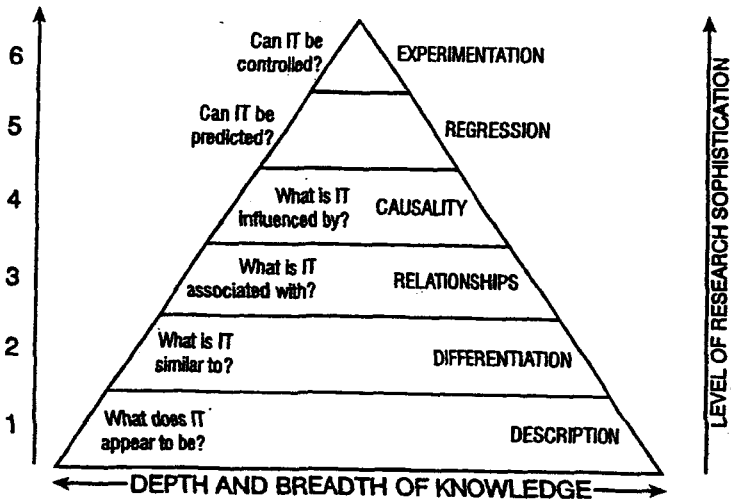 6
Can IT be
controlled?
EXPERIMENTATION
5
Can IT be
predicted?
REGRESSION
4
What is IT
influenced by?
CAUSALITY
3
What is IT
associated with?
RELATIONSHIPS
2
What is IT
similar to?
DIFFERENTIATION
1
What does IT
appear to be?
DESCRIPTION
DEPTH AND BREADTH OF KNOWLEDGE
LEVEL OF RESEARCH SOPHISTICATION